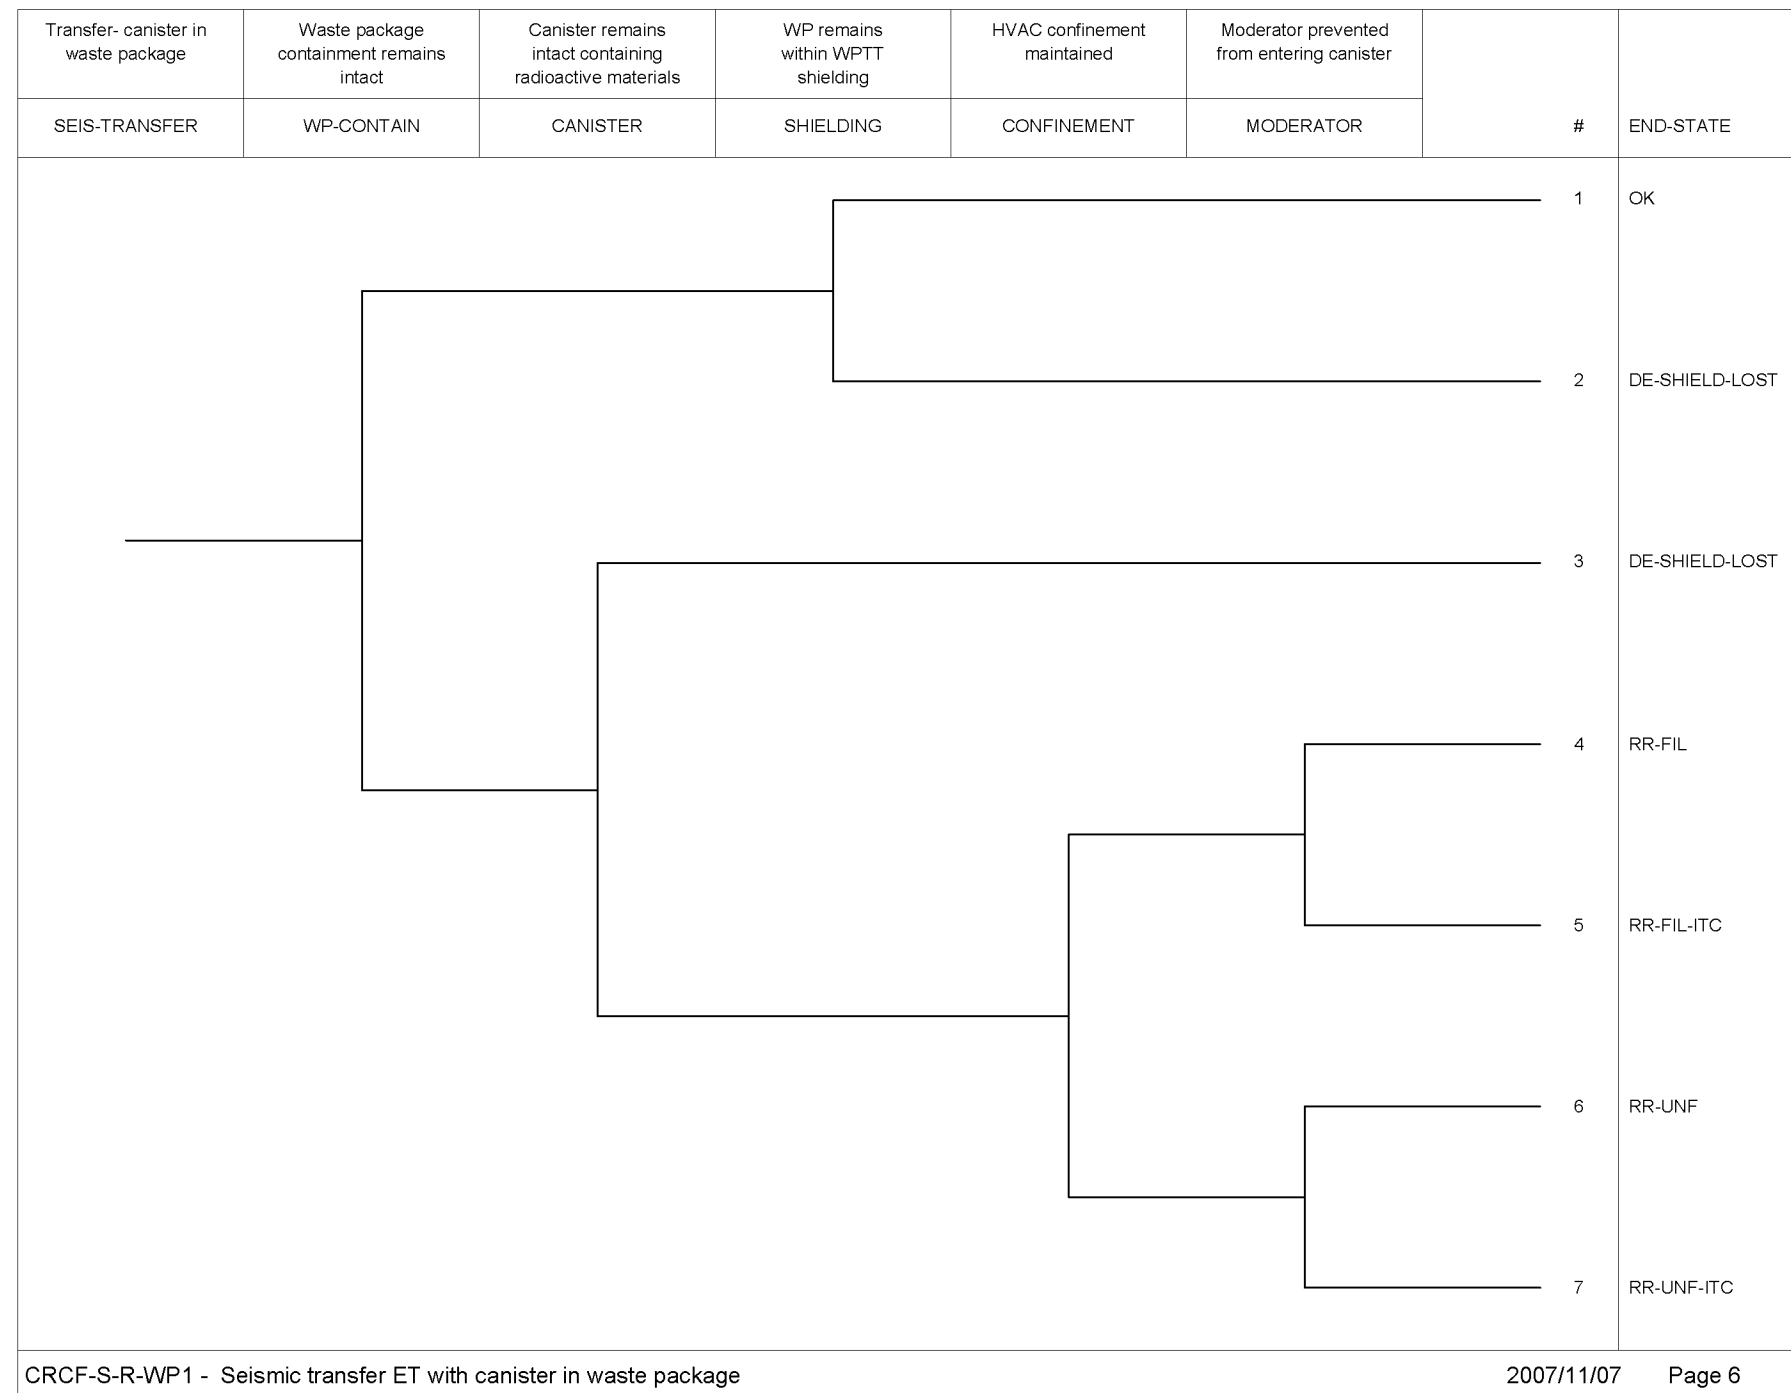 Transfer- canister in
waste package
Waste package
containment remains
intact
Canister remains
intact containing
radioactive materials
WP remains
within WPTT
shielding
HVAC confinement
maintained
Moderator prevented
from entering canister
SEIS-TRANSFER
WP-CONTAIN
CANISTER
SHIELDING
CONFINEMENT
MODERATOR
#
END-STATE
1 OK
2 DE-SHIELD-LOST
3 DE-SHIELD-LOST
4 RR-FIL
5 RR-FIL-ITC
6 RR-UNF
7 RR-UNF-ITC
CRCF-S-R-WP1 - Seismic transfer ET with canister in waste package
2007/11/07 Page 6